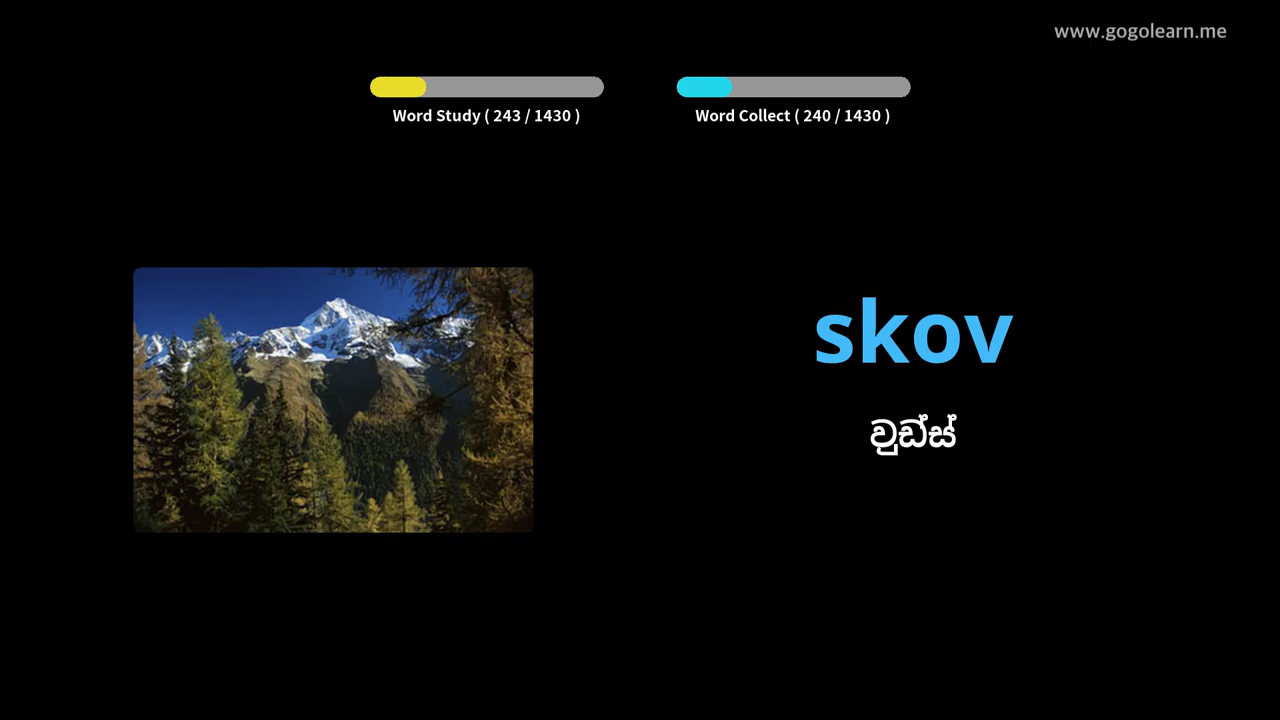 www.gogolearn.me
Word Study ( 243 / 1430 )
Word Collect ( 240 / 1430 )
skov
වුඩ්ස්